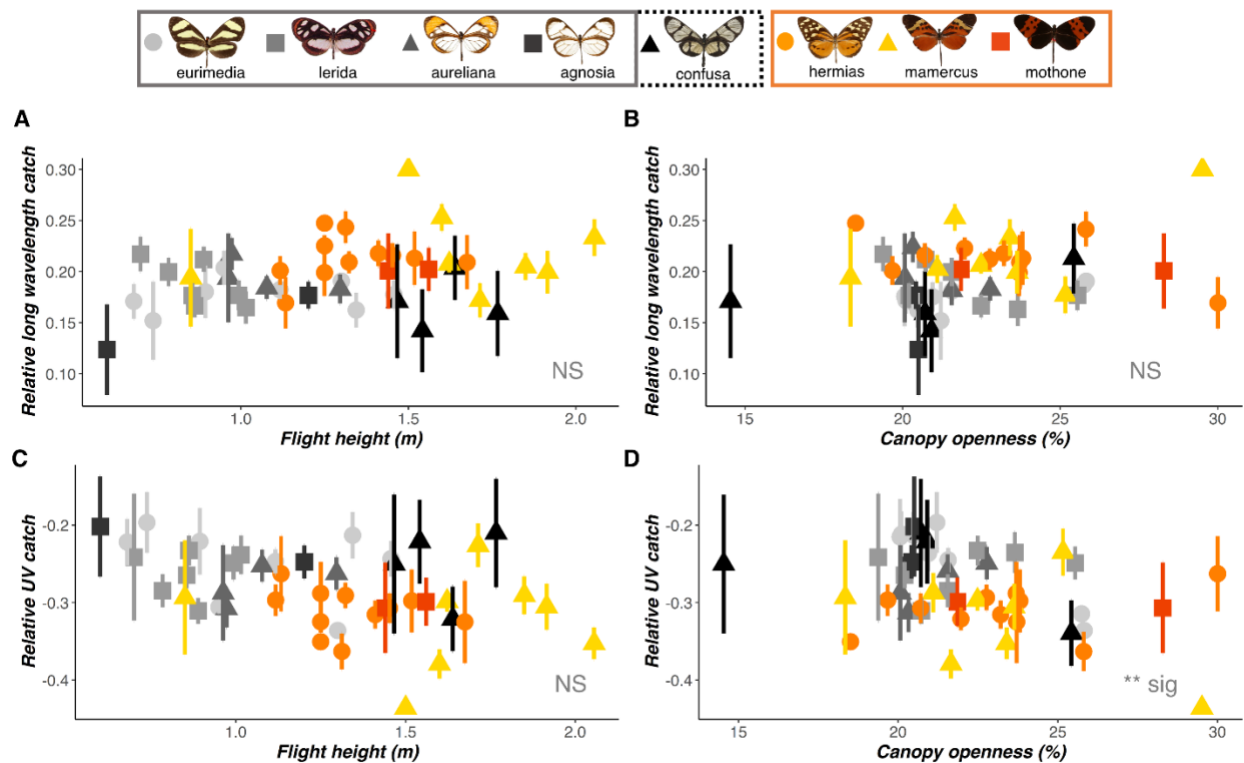 eurimedia lerida aureliana agnosia confusa hermias mamercus mothone
A B
Relative long wavelength catch
0.30
0.25
0.20
0.15
0.10
NS
1.0 1.5 2.0
Flight height (m)
Relative long wavelength catch
0.30
0.25
0.20
0.15
0.10
NS
15 20 25 30
Canopy openness (%)
C D
Relative UV catch
-0.2
-0.3
-0.4
NS
1.0 1.5 2.0
Flight height (m)
Relative UV catch
-0.2
-0.3
-0.4
** sig
15 20 25 30
Canopy openness (%)